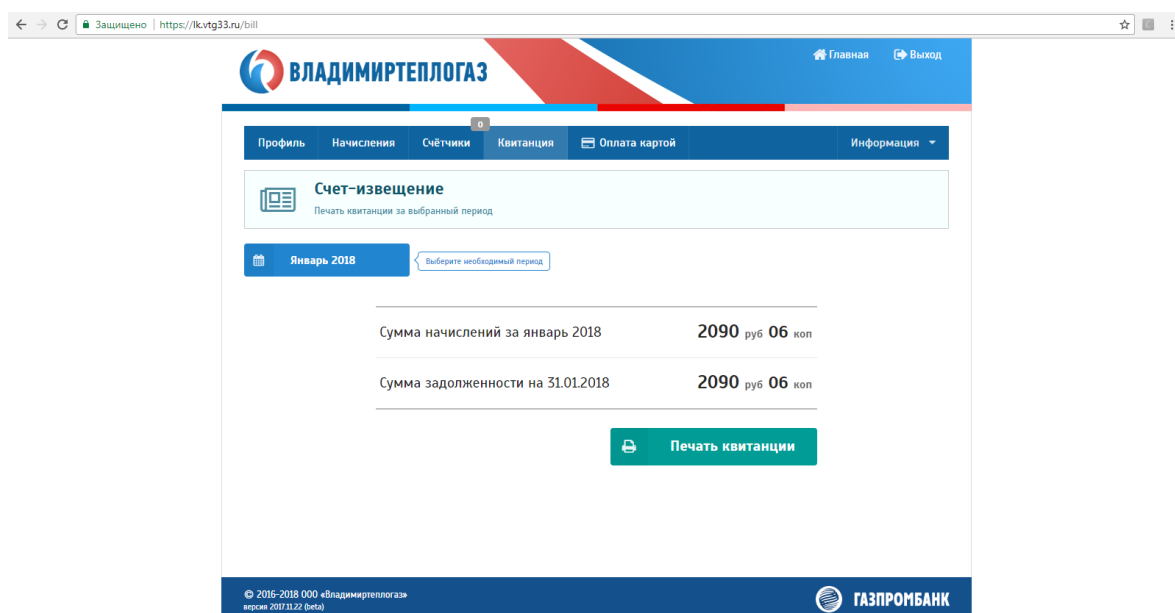 Защищено | https://lk.vtg33.ru/bill
ВЛАДИМИРТЕПЛОГАЗ
Главная Выход
0
Профиль Начисления Счётчики Квитанция Оплата картой Информация
Счет-извещение
Печать квитанции за выбранный период
Январь 2018 Выберите необходимый период
Сумма начислений за январь 2018 2090 руб 06 коп
Сумма задолженности на 31.01.2018 2090 руб 06 коп
Печать квитанции
© 2016-2018 ООО «Владимиртеплогаз»
версия 2017.11.22 (beta)
ГАЗПРОМБАНК